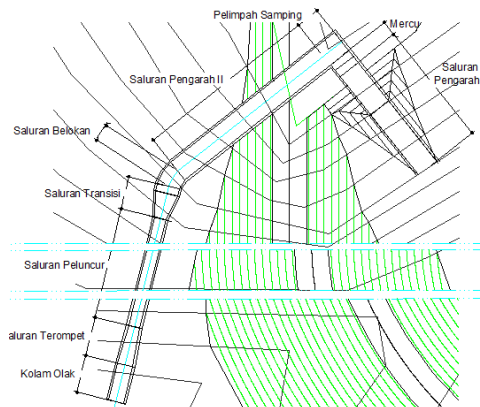 Pelimpah Samping
Mercu
Saluran
Pengarah
Saluran Pengarah II
Saluran Belokan
Saluran Transisi
Saluran Peluncur
aluran Terompet
Kolam Olak